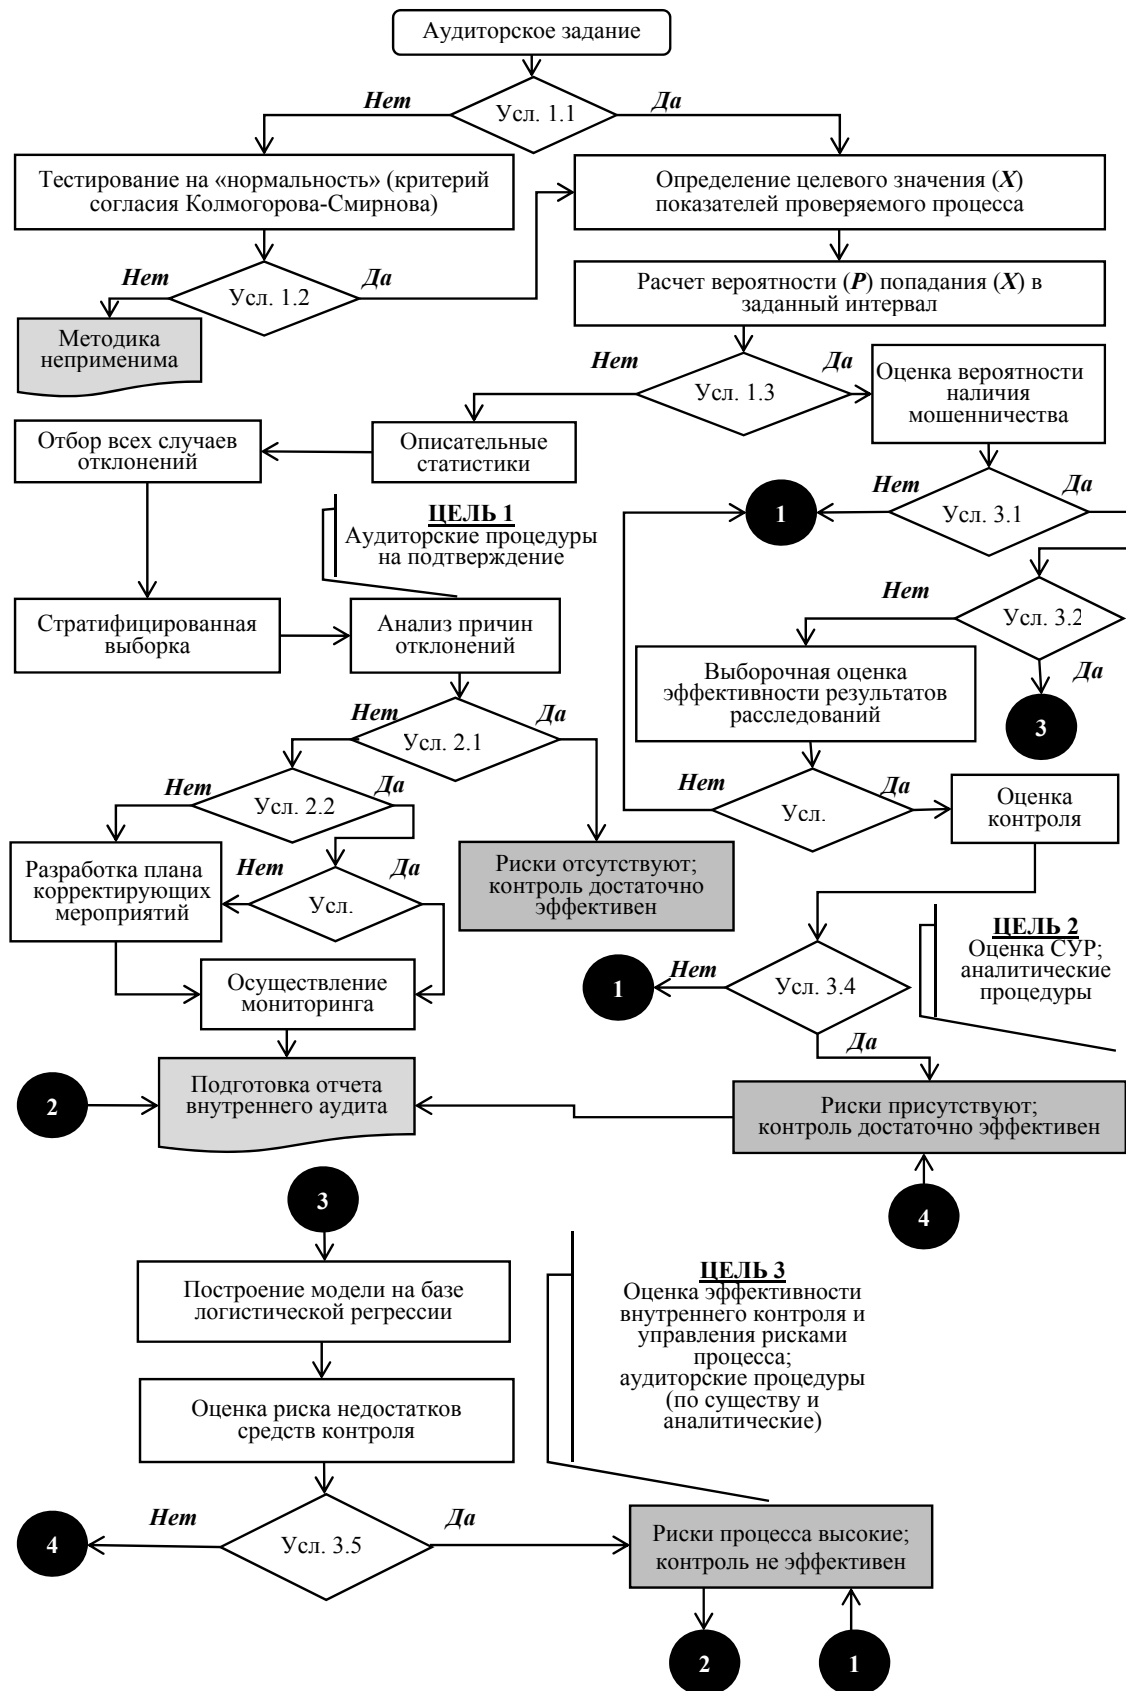 Аудиторское задание
Нет
Да
Усл. 1.1
Тестирование на «нормальность» (критерий
согласия Колмогорова-Смирнова)
Определение целевого значения (X)
показателей проверяемого процесса
Нет
Да
Усл. 1.2
Расчет вероятности (P) попадания (X) в
заданный интервал
Методика
неприменима
Нет
Да
Усл. 1.3
Оценка вероятности
наличия
мошенничества
Отбор всех случаев
отклонений
Описательные
статистики
Нет
Да
Усл. 3.1
1
ЦЕЛЬ 1
Аудиторские процедуры
на подтверждение
Нет
Усл. 3.2
Да
3
Стратифицированная
выборка
Анализ причин
отклонений
Выборочная оценка
эффективности результатов
расследований
Нет
Да
Усл. 2.1
Нет
Да
Усл. 2.2
Нет
Да
Усл.
Оценка
контроля
Разработка плана
корректирующих
мероприятий
Нет
Да
Усл.
Риски отсутствуют;
контроль достаточно
эффективен
ЦЕЛЬ 2
Оценка СУР;
аналитические
процедуры
Осуществление
мониторинга
1
Нет
Усл. 3.4
Да
2
Подготовка отчета
внутреннего аудита
Риски присутствуют;
контроль достаточно эффективен
3
4
Построение модели на базе
логистической регрессии
ЦЕЛЬ 3
Оценка эффективности
внутреннего контроля и
управления рисками
процесса;
аудиторские процедуры
(по существу и
аналитические)
Оценка риска недостатков
средств контроля
4
Нет
Усл. 3.5
Да
Риски процесса высокие;
контроль не эффективен
2
1